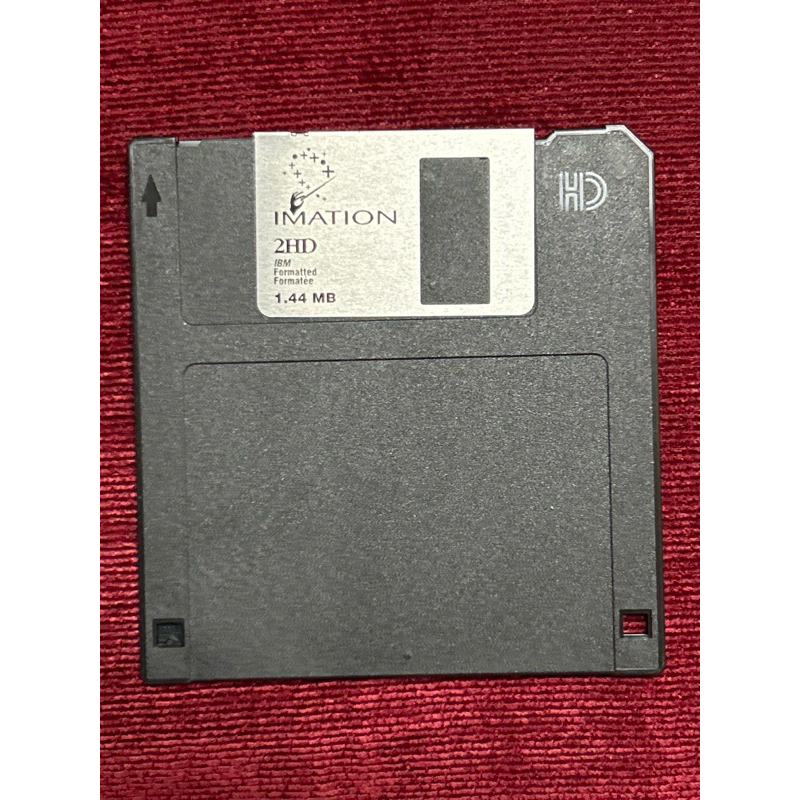 IMATION
2HD
IBM
Formatted
Formatee
1.44 MB
HD